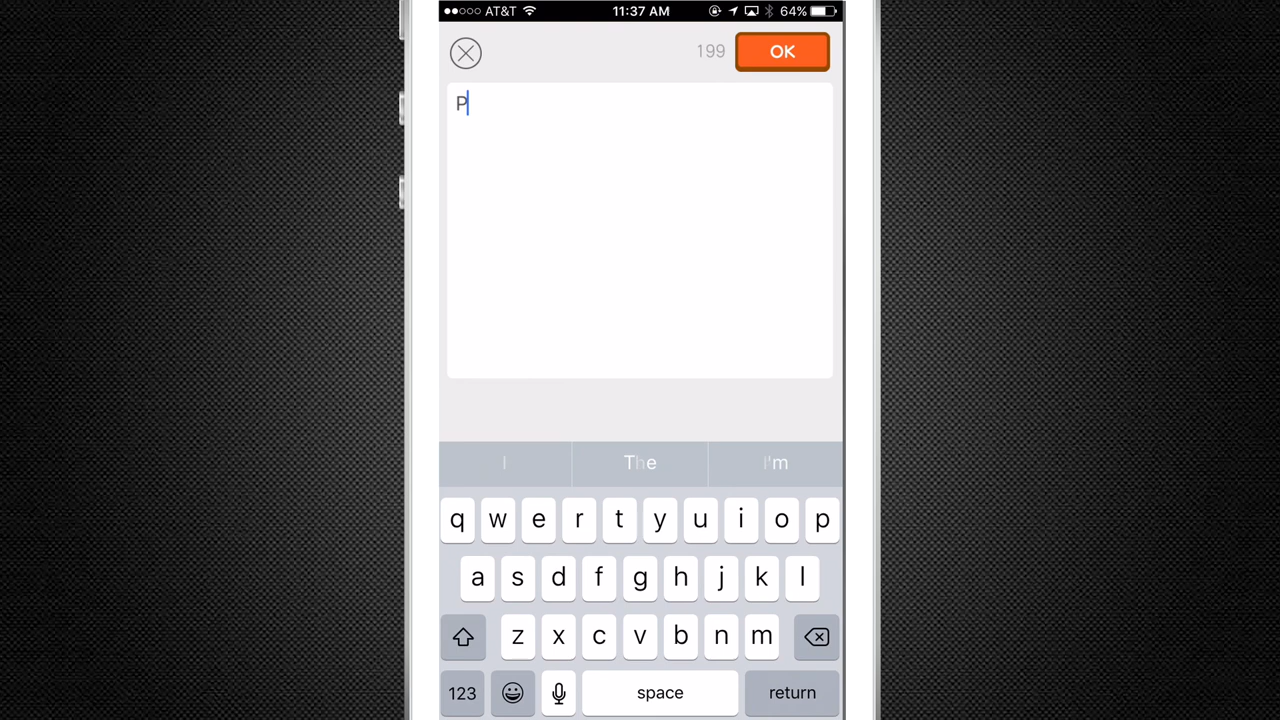 AT&T 11:37 AM 64%
199 OK
P
I The I'm
q w e r t y u i o p
a s d f g h j k l
z x c v b n m
123 space return